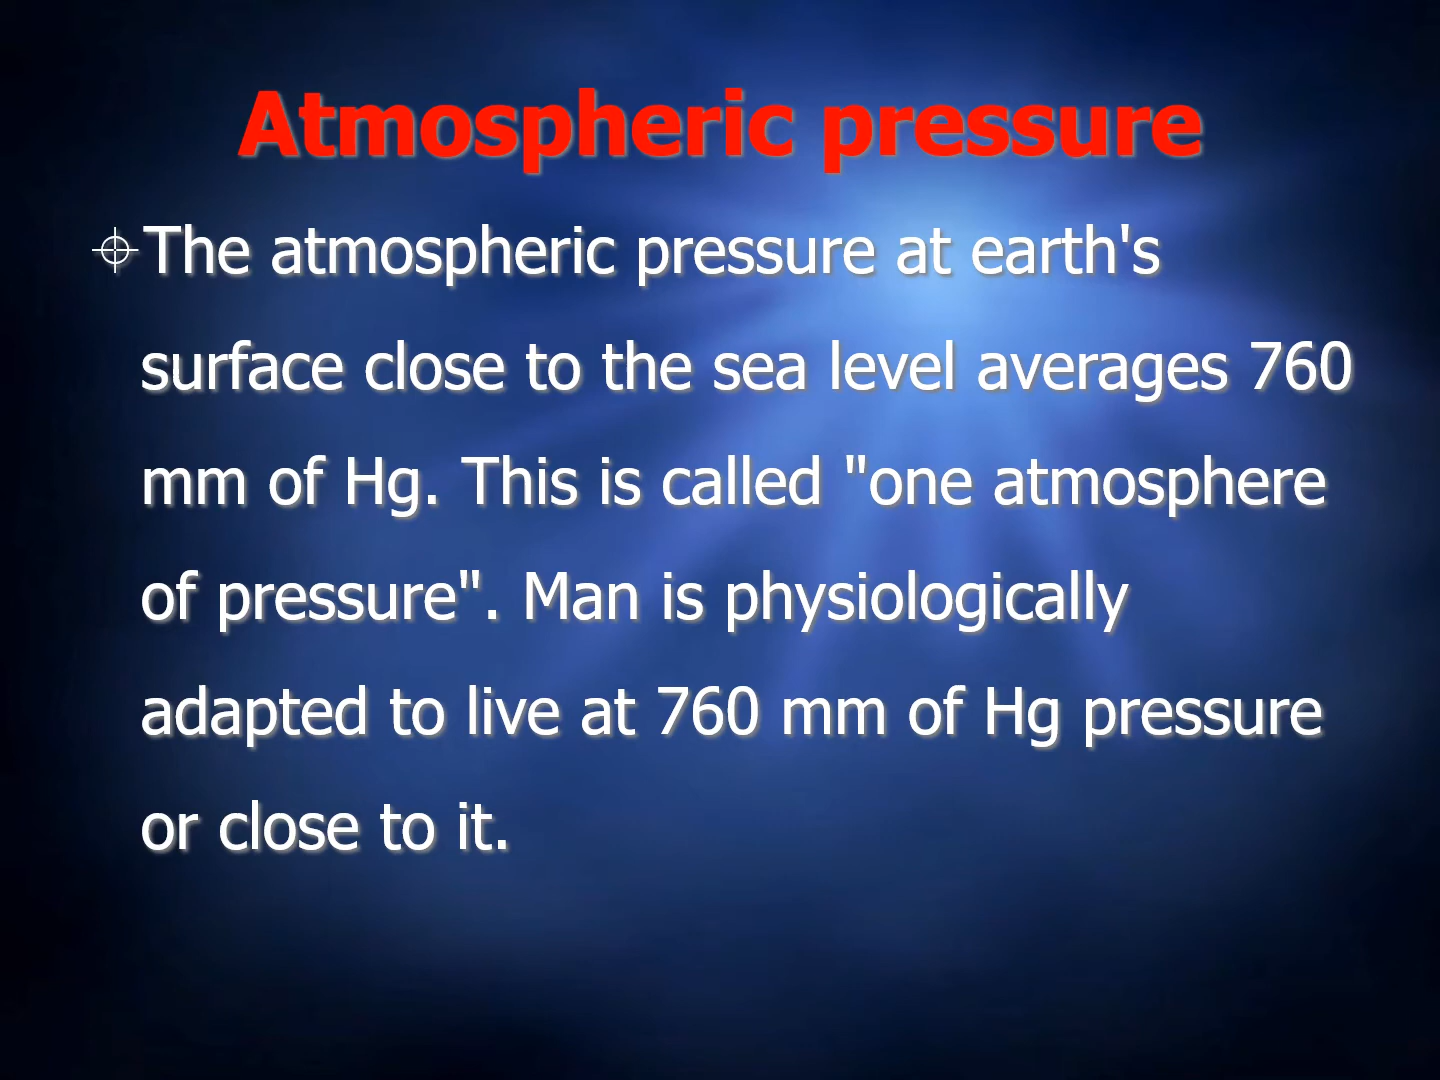 Atmospheric pressure
The atmospheric pressure at earth's
surface close to the sea level averages 760
mm of Hg. This is called "one atmosphere
of pressure". Man is physiologically
adapted to live at 760 mm of Hg pressure
or close to it.